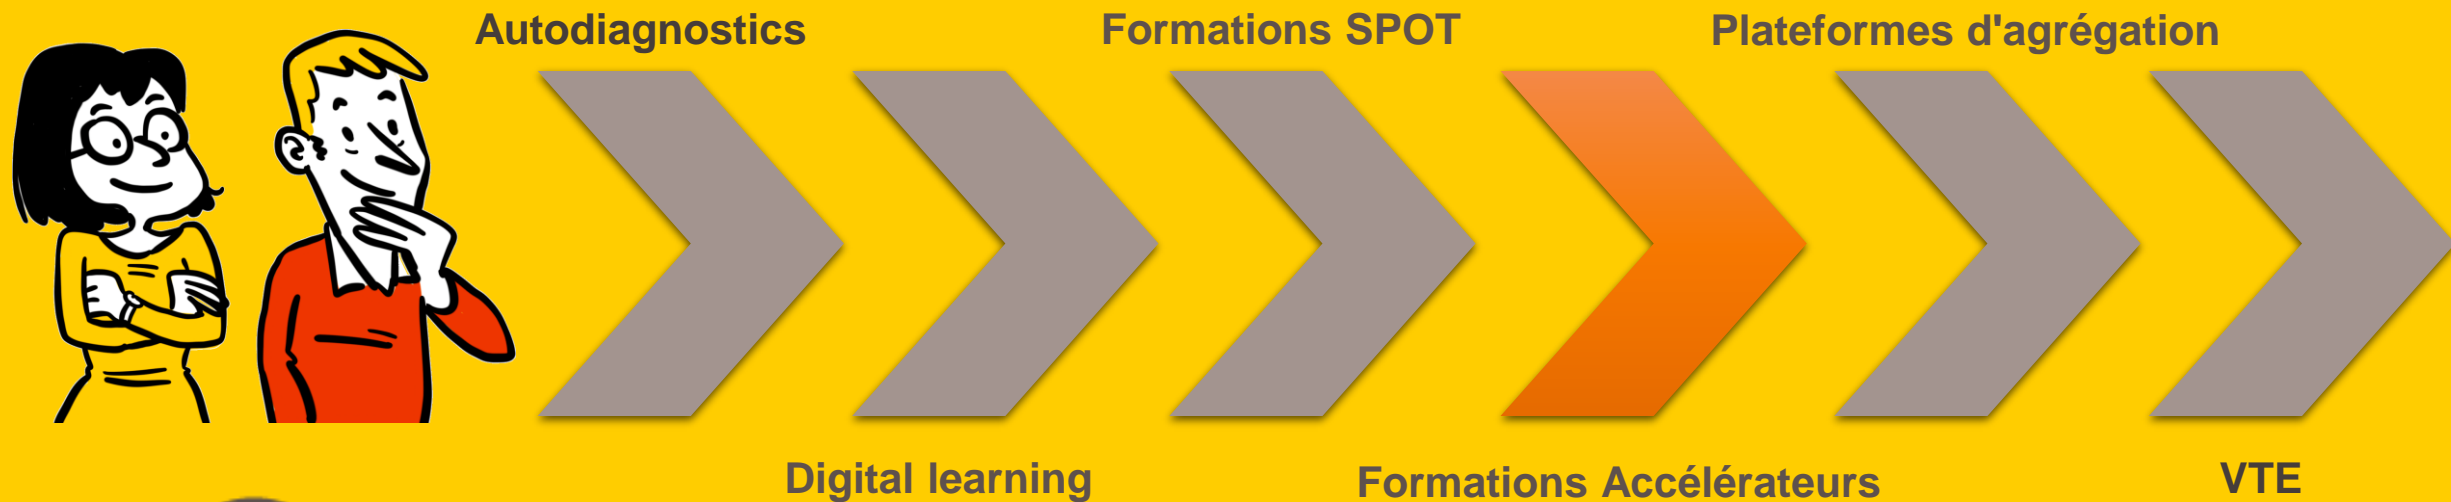 Autodiagnostics
Formations SPOT
Plateformes d'agrégation
Digital learning
Formations Accélérateurs
VTE